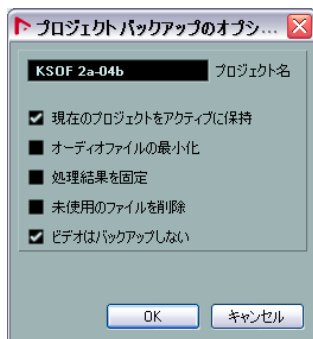 プロジェクト バックアップのオプシ...
KSOF 2a-04b プロジェクト名
現在のプロジェクトをアクティブに保持
オーディオファイルの最小化
処理結果を固定
未使用のファイルを削除
ビデオはバックアップしない
OK キャンセル